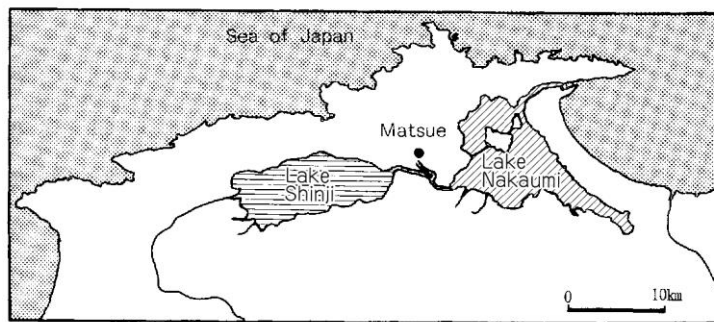 Sea of Japan
Matsue
Lake
Shinji
Lake
Nakaumi
0 10km